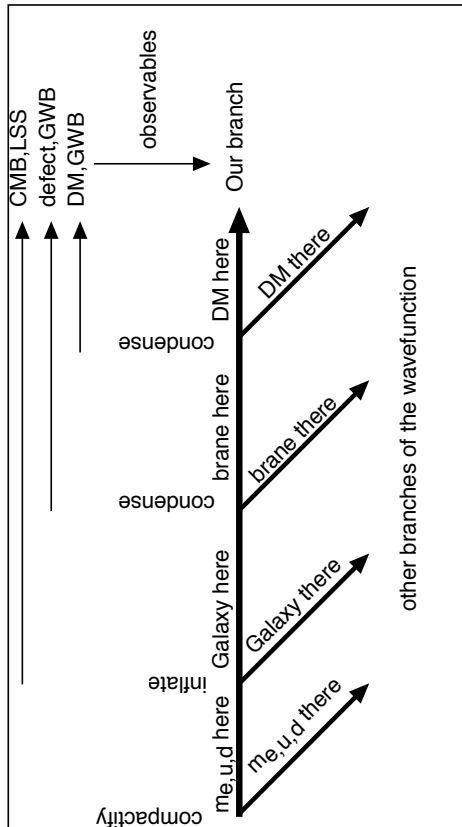 CMB,LSS
defect,GWB
DM,GWB
observables
Our branch
compactify
inflate
condense
condense
me,u,d here
Galaxy here
brane here
DM here
me,u,d there
Galaxy there
brane there
DM there
other branches of the wavefunction